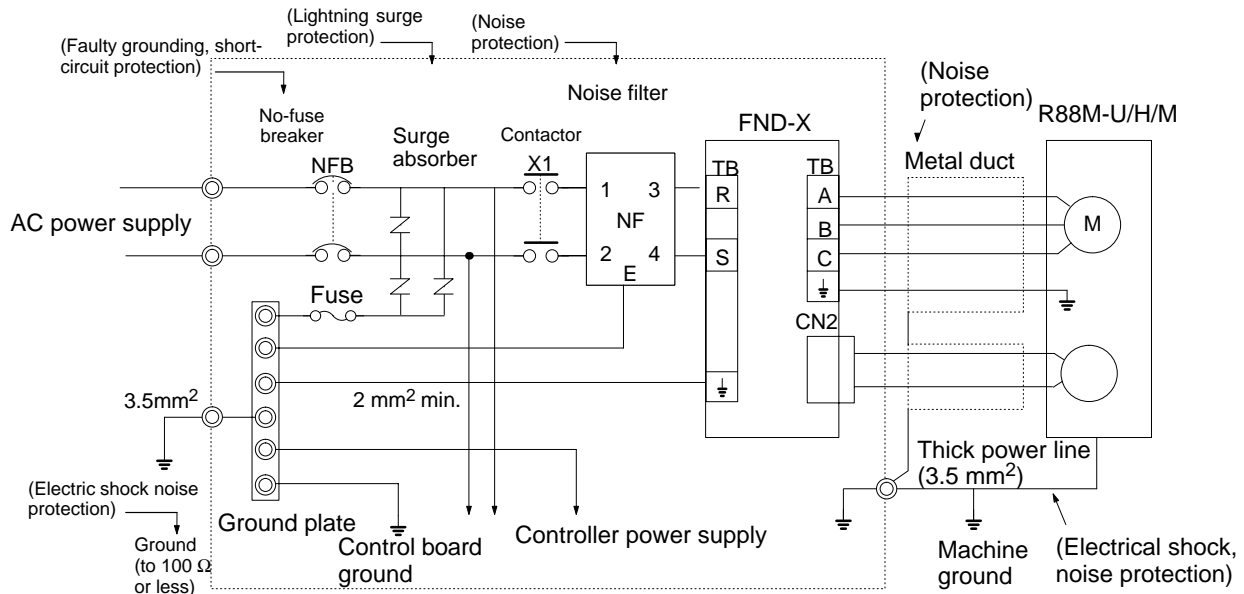 (Lightning surge
protection)
(Noise
protection)
(Faulty grounding, short-
circuit protection)
(Noise
protection)
No-fuse
breaker
Noise filter
Surge
absorber
Contactor
FND-X
R88M-U/H/M
Metal duct
NFB
X1
TB
TB
1
3
R
A
AC power supply
NF
B
M
2
4
S
C
E
Fuse
CN2
3.5mm²
2 mm² min.
Thick power line
(3.5 mm²)
(Electric shock noise
protection)
Ground plate
Control board
ground
Controller power supply
Ground
(to 100 Ω
or less)
Machine
ground
(Electrical shock,
noise protection)